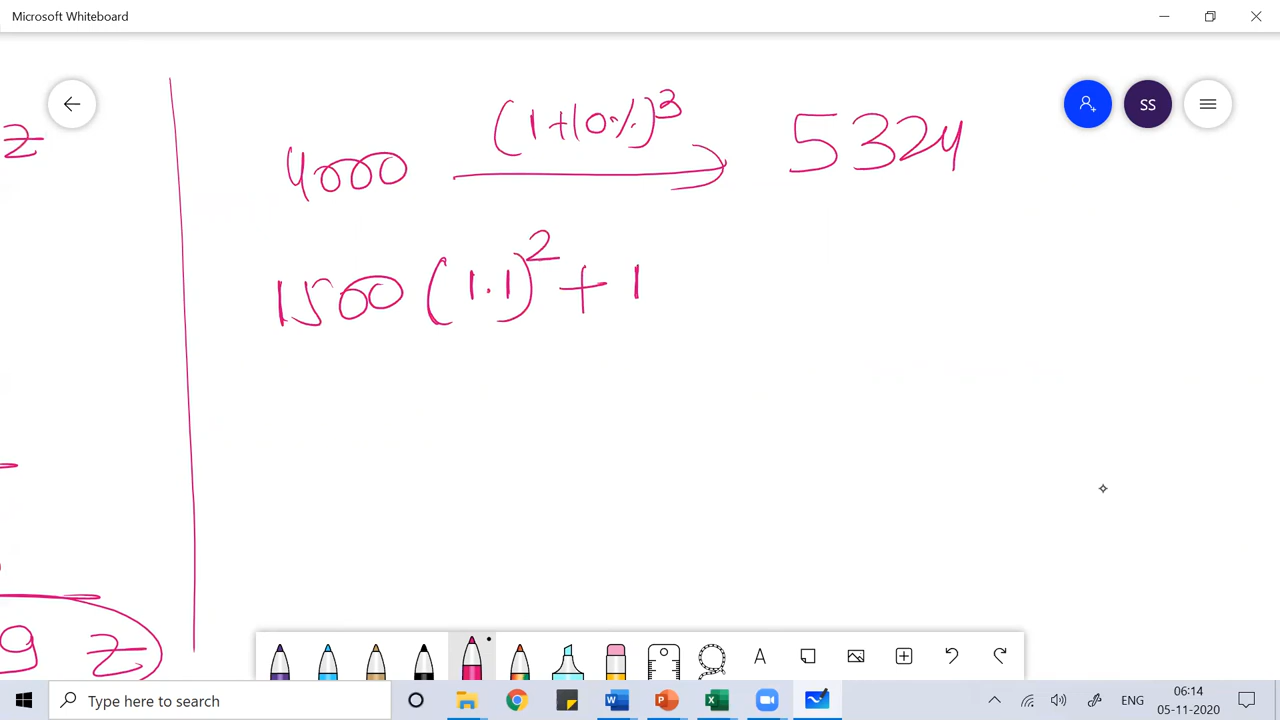 Microsoft Whiteboard
z
4000 (1+10%)³ 5324
SS
1500 (1.1)² + 1
9 z
A
Type here to search
ENG
06:14
05-11-2020